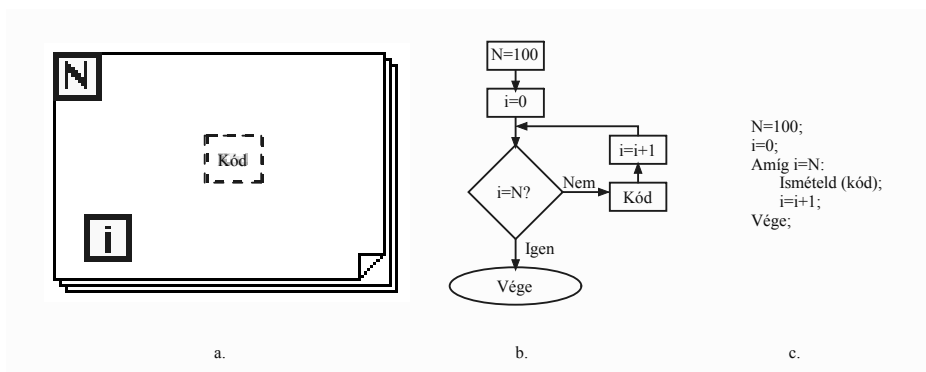 N
Kód
i
a.
N=100
i=0
i=i+1
i=N?
Nem
Kód
Igen
Vége
b.
N=100;
i=0;
Amíg i=N:
Ismételd (kód);
i=i+1;
Vége;
c.